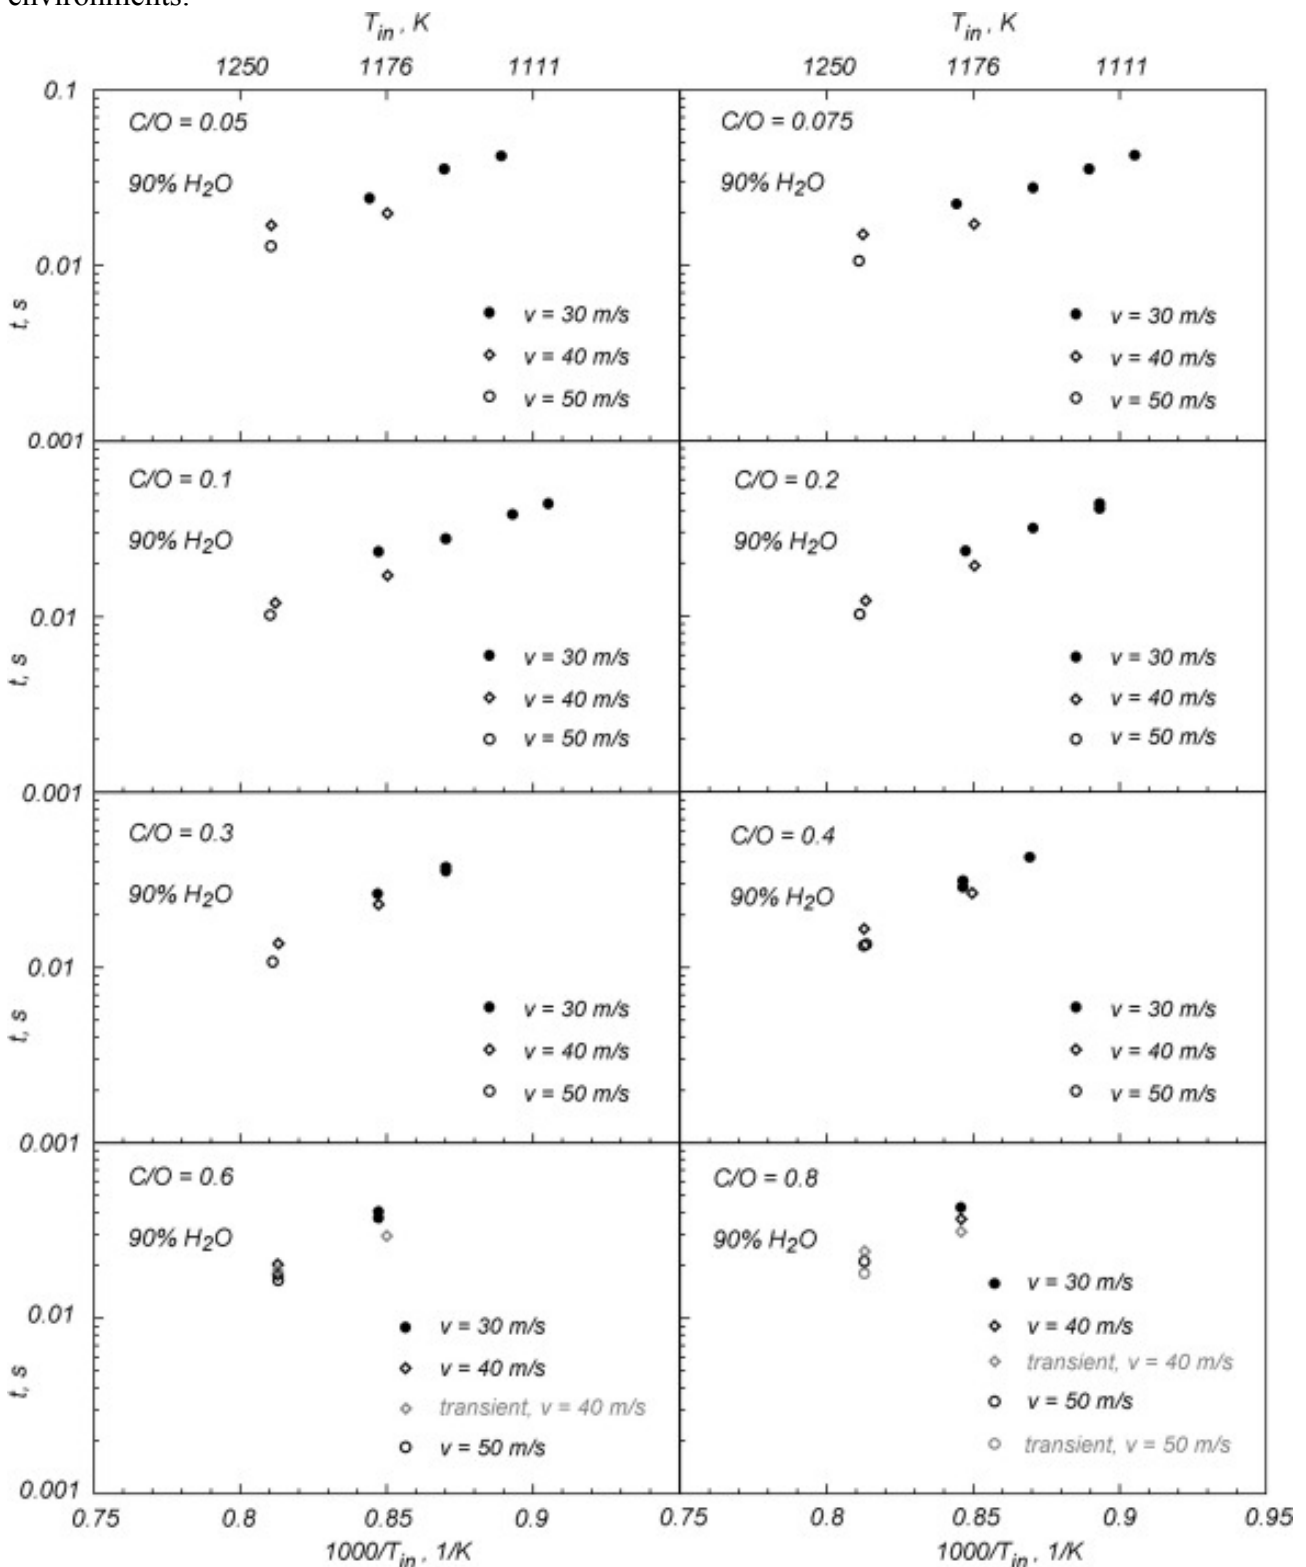 environments.
T_in , K T_in , K
1250 1176 1111 1250 1176 1111
0.1
C/O = 0.05
90% H₂O
v = 30 m/s
v = 40 m/s
v = 50 m/s
C/O = 0.075
90% H₂O
v = 30 m/s
v = 40 m/s
v = 50 m/s
0.01
t, s
0.001
C/O = 0.1
90% H₂O
v = 30 m/s
v = 40 m/s
v = 50 m/s
C/O = 0.2
90% H₂O
v = 30 m/s
v = 40 m/s
v = 50 m/s
0.01
t, s
0.001
C/O = 0.3
90% H₂O
v = 30 m/s
v = 40 m/s
v = 50 m/s
C/O = 0.4
90% H₂O
v = 30 m/s
v = 40 m/s
v = 50 m/s
0.01
t, s
0.001
C/O = 0.6
90% H₂O
v = 30 m/s
v = 40 m/s
transient, v = 40 m/s
v = 50 m/s
C/O = 0.8
90% H₂O
v = 30 m/s
v = 40 m/s
transient, v = 40 m/s
v = 50 m/s
transient, v = 50 m/s
0.01
t, s
0.001
0.75 0.8 0.85 0.9 0.75 0.8 0.85 0.9 0.95
1000/T_in , 1/K 1000/T_in , 1/K